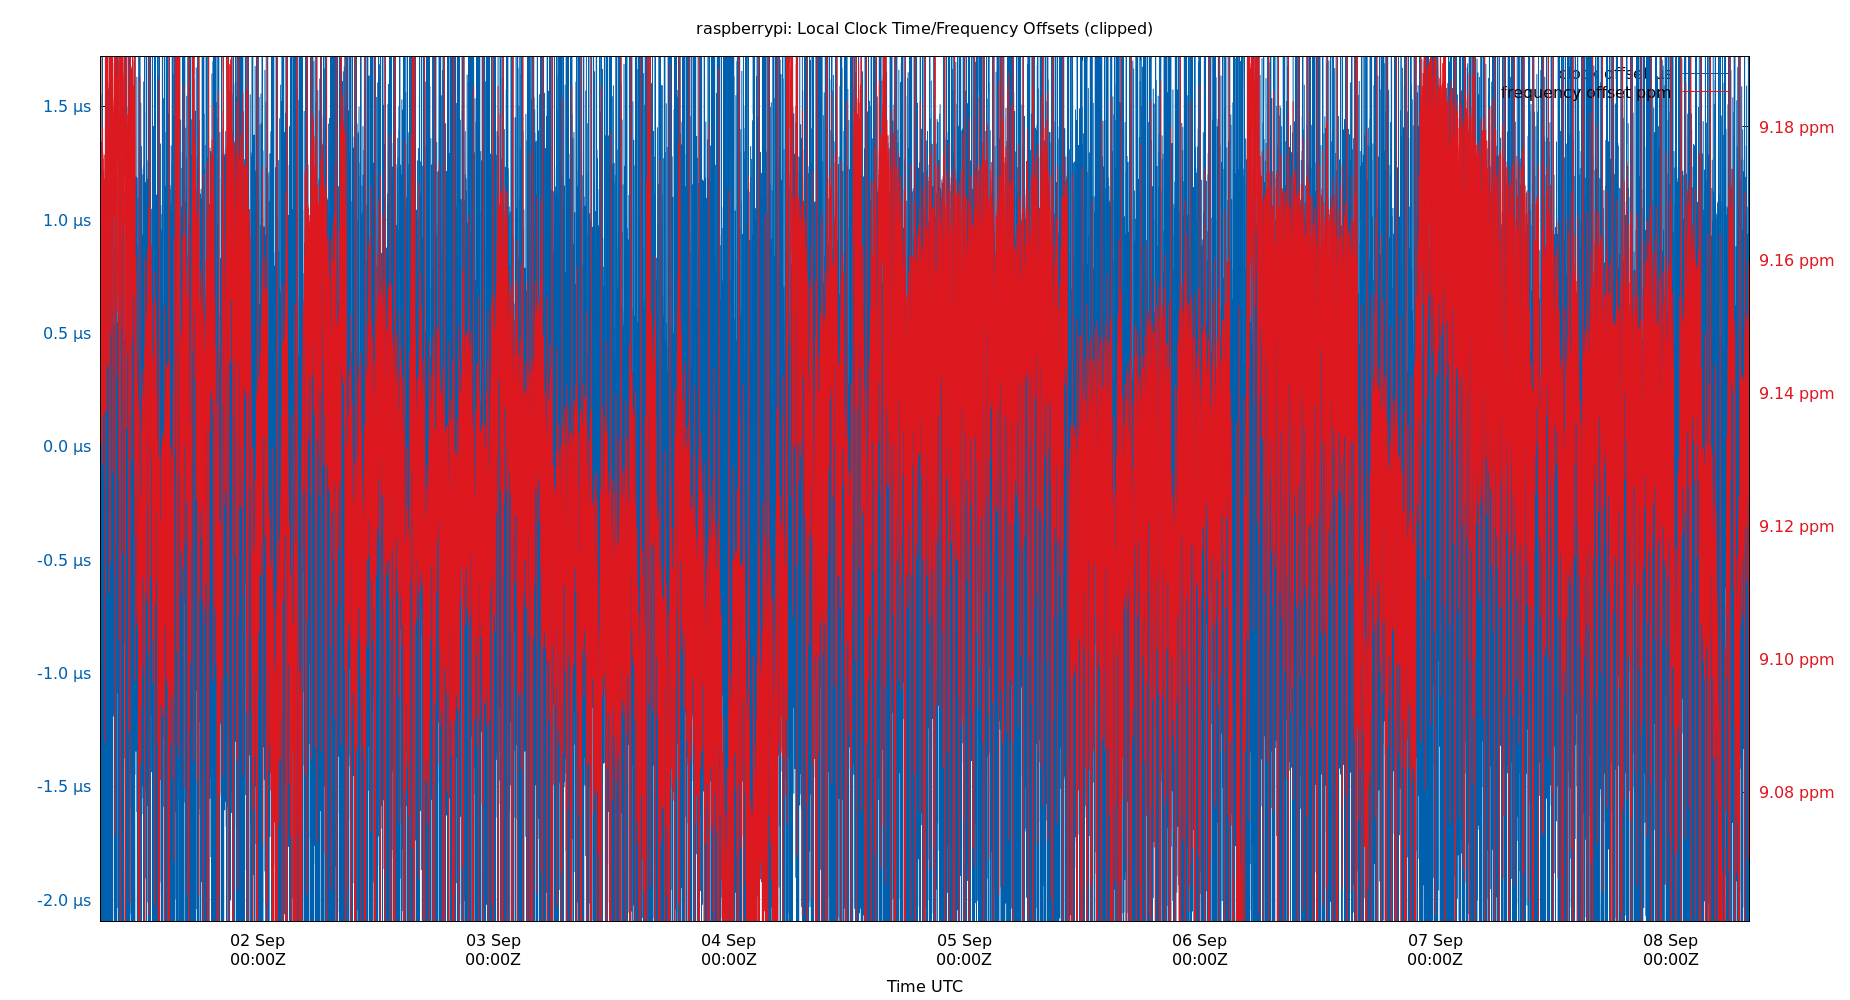 raspberrypi: Local Clock Time/Frequency Offsets (clipped)
clock offset µs
frequency offset ppm
1.5 µs
1.0 µs
0.5 µs
0.0 µs
-0.5 µs
-1.0 µs
-1.5 µs
-2.0 µs
9.18 ppm
9.16 ppm
9.14 ppm
9.12 ppm
9.10 ppm
9.08 ppm
02 Sep
00:00Z
03 Sep
00:00Z
04 Sep
00:00Z
05 Sep
00:00Z
06 Sep
00:00Z
07 Sep
00:00Z
08 Sep
00:00Z
Time UTC